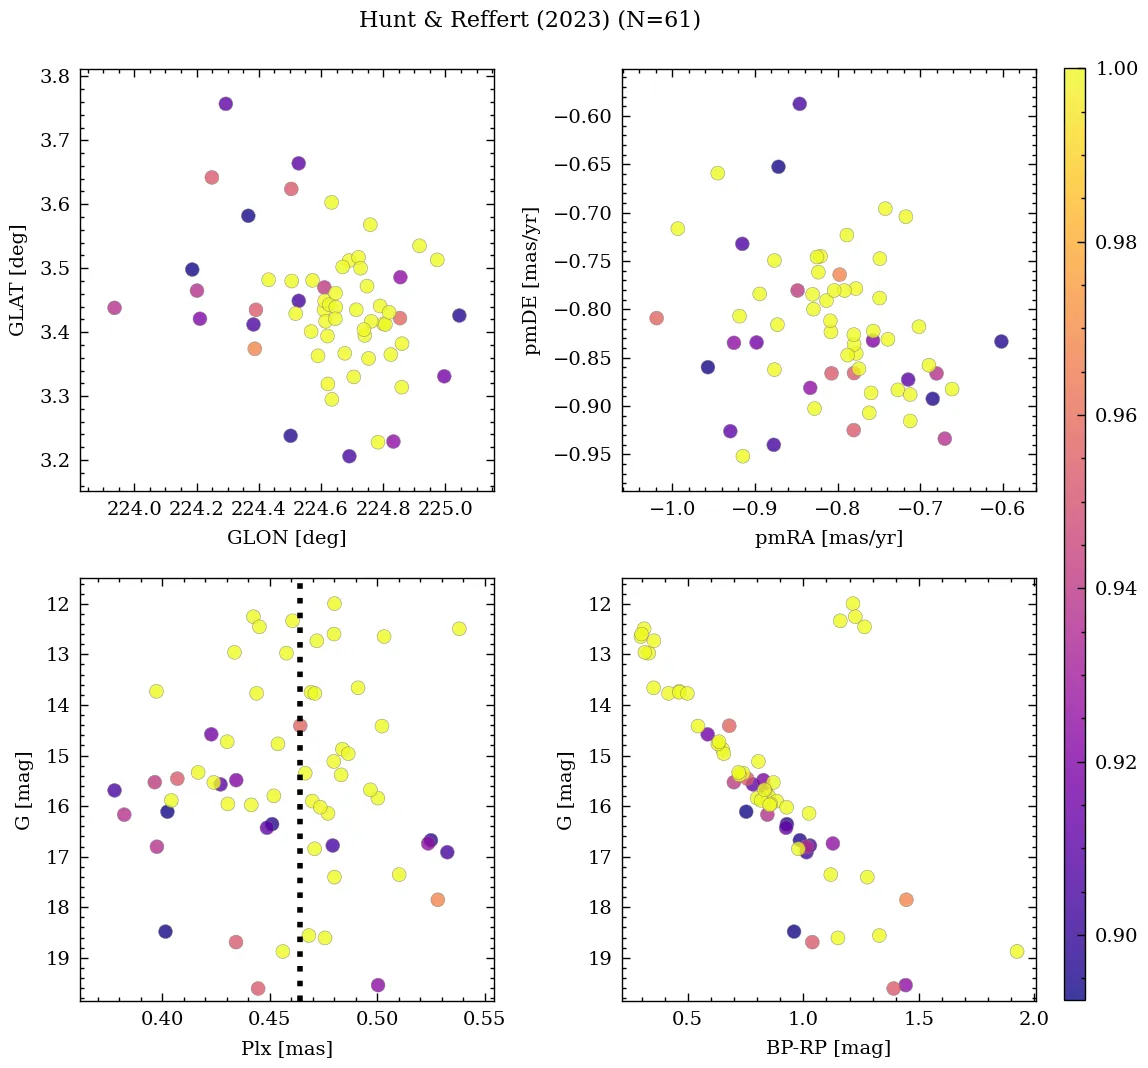 Hunt & Reffert (2023) (N=61)
3.8
3.7
3.6
3.5
3.4
3.3
3.2
GLAT [deg]
224.0 224.2 224.4 224.6 224.8 225.0
GLON [deg]
−0.60
−0.65
−0.70
−0.75
−0.80
−0.85
−0.90
−0.95
pmDE [mas/yr]
−1.0 −0.9 −0.8 −0.7 −0.6
pmRA [mas/yr]
12
13
14
15
16
17
18
19
G [mag]
0.40 0.45 0.50 0.55
Plx [mas]
12
13
14
15
16
17
18
19
G [mag]
0.5 1.0 1.5 2.0
BP-RP [mag]
1.00
0.98
0.96
0.94
0.92
0.90